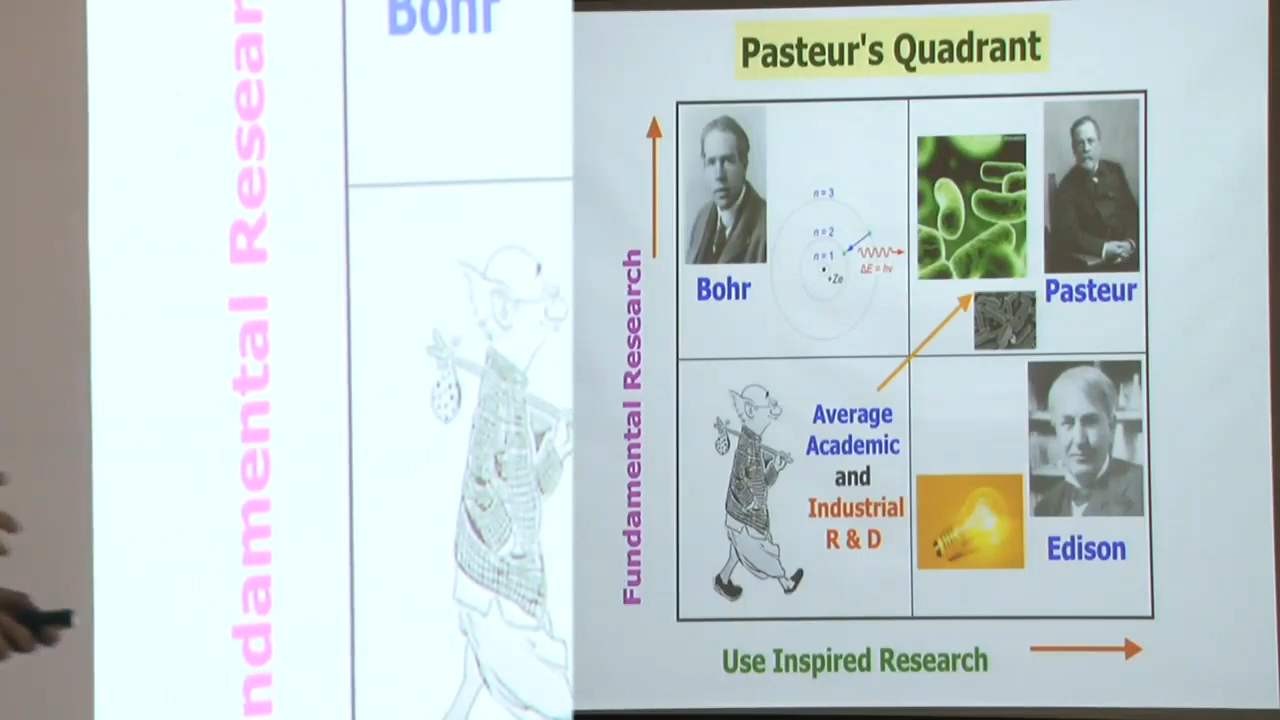 Bohr
ndamental Resear
Pasteur's Quadrant
Fundamental Research
n = 3
n = 2
n = 1
+Ze
ΔE = hν
Bohr
Pasteur
Average
Academic
and
Industrial
R & D
Edison
Use Inspired Research